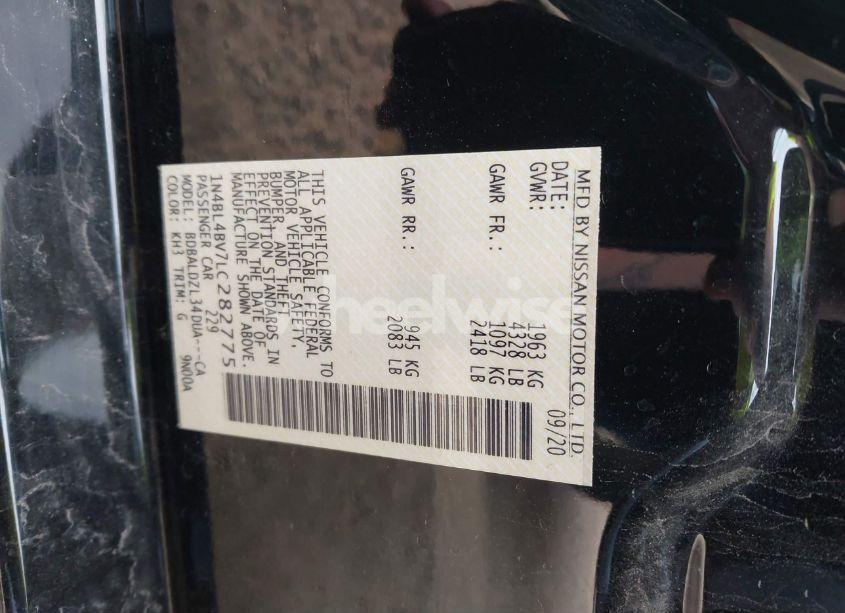 MFD BY NISSAN MOTOR CO., LTD.
DATE: 09/20
GVWR: 1963 KG
4328 LB
GAWR FR.: 1097 KG
2418 LB
GAWR RR.: 945 KG
2083 LB
THIS VEHICLE CONFORMS TO
ALL APPLICABLE FEDERAL
MOTOR VEHICLE SAFETY,
BUMPER, AND THEFT
PREVENTION STANDARDS IN
EFFECT ON THE DATE OF
MANUFACTURE SHOWN ABOVE.
1N4BL4BV7LC282775
PASSENGER CAR 229
MODEL: BDBALDZL34DUA---CA
COLOR: KH3 TRIM: G 9N00A
wheelwise